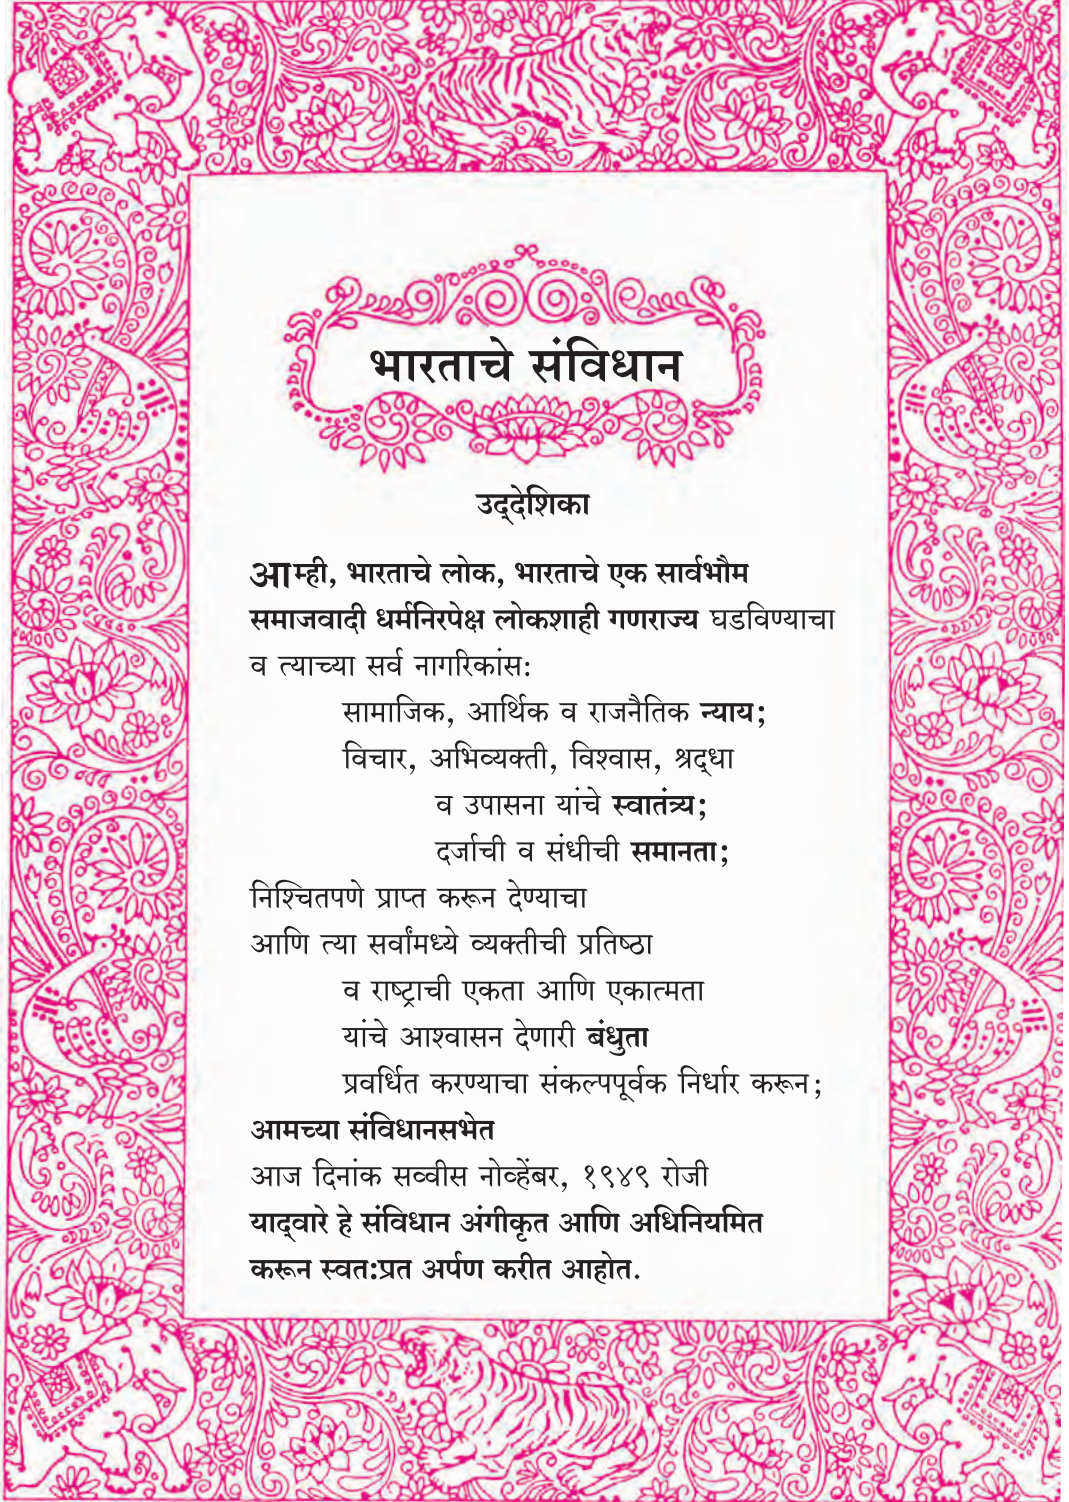 भारताचे संविधान
उद्‌देशिका
आम्ही, भारताचे लोक, भारताचे एक सार्वभौम
समाजवादी धर्मनिरपेक्ष लोकशाही गणराज्य घडविण्याचा
व त्याच्या सर्व नागरिकांस:
सामाजिक, आर्थिक व राजनैतिक न्याय;
विचार, अभिव्यक्ती, विश्वास, श्रद्‌धा
व उपासना यांचे स्वातंत्र्य;
दर्जाची व संधीची समानता;
निश्चितपणे प्राप्त करून देण्याचा
आणि त्या सर्वांमध्ये व्यक्तीची प्रतिष्ठा
व राष्ट्राची एकता आणि एकात्मता
यांचे आश्वासन देणारी बंधुता
प्रवर्धित करण्याचा संकल्पपूर्वक निर्धार करून;
आमच्या संविधानसभेत
आज दिनांक सव्वीस नोव्हेंबर, १९४९ रोजी
याद्‌वारे हे संविधान अंगीकृत आणि अधिनियमित
करून स्वत:प्रत अर्पण करीत आहोत.